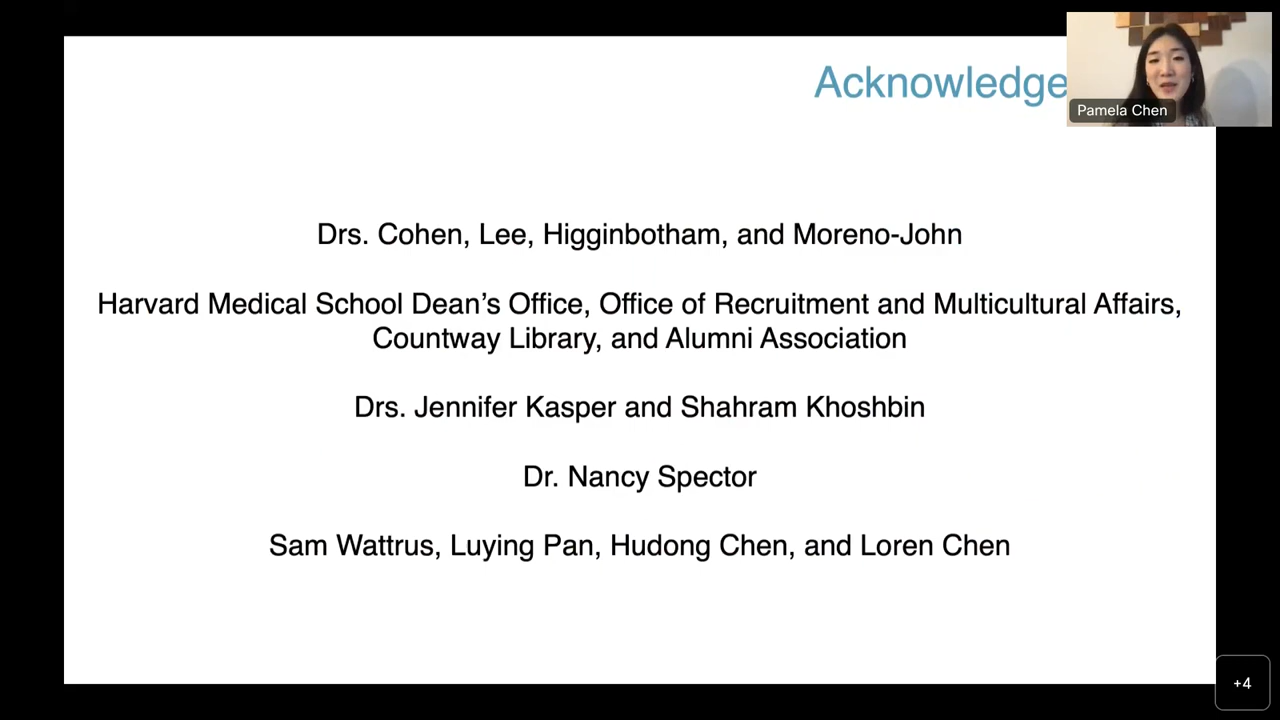 Acknowledge
Pamela Chen
Drs. Cohen, Lee, Higginbotham, and Moreno-John
Harvard Medical School Dean’s Office, Office of Recruitment and Multicultural Affairs,
Countway Library, and Alumni Association
Drs. Jennifer Kasper and Shahram Khoshbin
Dr. Nancy Spector
Sam Wattrus, Luying Pan, Hudong Chen, and Loren Chen
+4